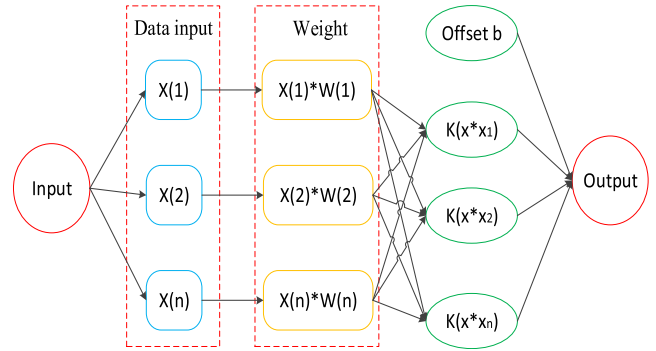 Data input
Weight
Offset b
X(1)
X(1)*W(1)
K(x*x1)
Input
X(2)
X(2)*W(2)
K(x*x2)
Output
X(n)
X(n)*W(n)
K(x*xn)